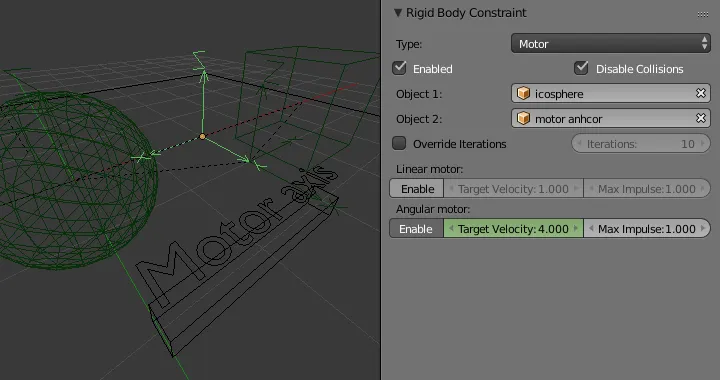 Rigid Body Constraint
Type: Motor
Enabled Disable Collisions
Object 1: icosphere
Object 2: motor anhcor
Override Iterations Iterations: 10
Linear motor:
Enable Target Velocity: 1.000 Max Impulse: 1.000
Angular motor:
Enable Target Velocity: 4.000 Max Impulse: 1.000
Motor axis